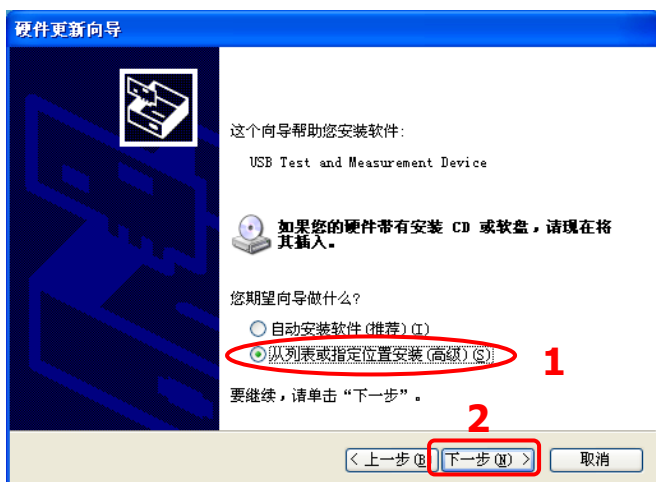 硬件更新向导
这个向导帮助您安装软件:
USB Test and Measurement Device
如果您的硬件带有安装 CD 或软盘,请现在将
其插入。
您期望向导做什么?
自动安装软件(推荐)(I)
从列表或指定位置安装(高级)(S)
1
要继续,请单击“下一步”。
2
< 上一步(B
下一步(N) >
取消